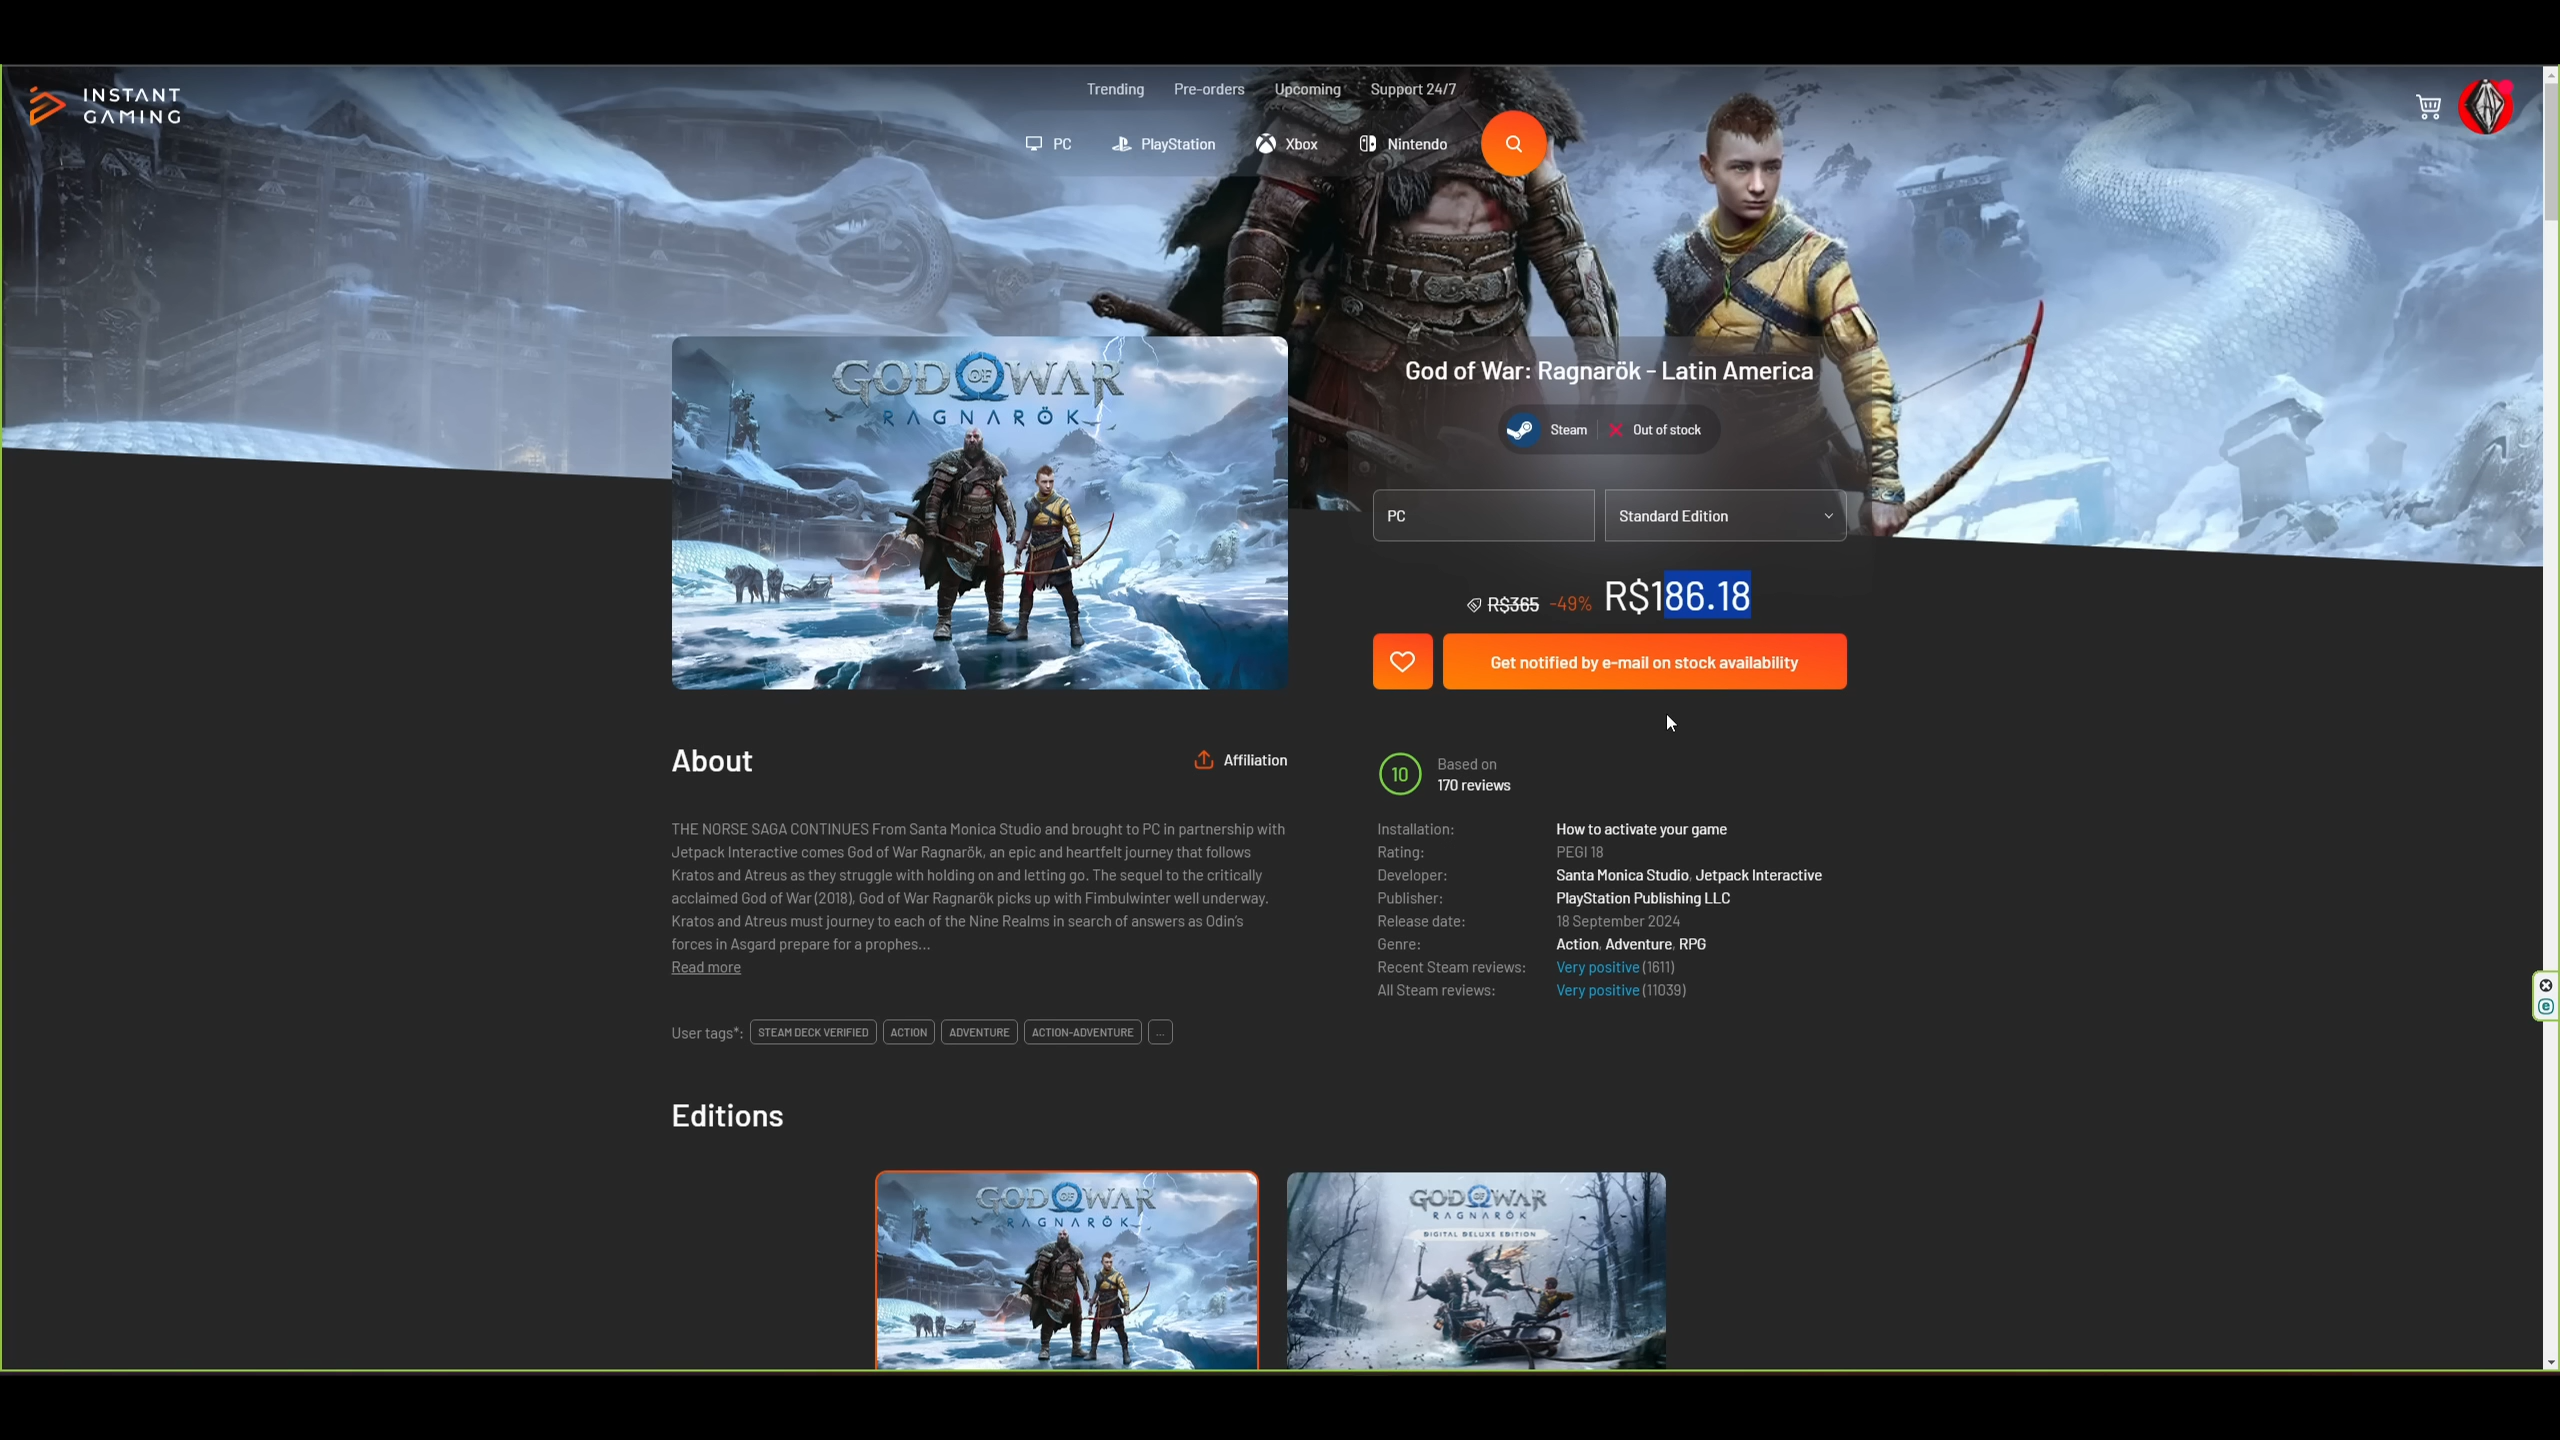 INSTANT
GAMING
Trending Pre-orders Upcoming Support 24/7
PC PlayStation Xbox Nintendo
GOD OF WAR
RAGNARÖK
God of War: Ragnarök - Latin America
Steam Out of stock
PC Standard Edition
R$365 -49% R$186.18
Get notified by e-mail on stock availability
About
Affiliation
THE NORSE SAGA CONTINUES From Santa Monica Studio and brought to PC in partnership with
Jetpack Interactive comes God of War Ragnarök, an epic and heartfelt journey that follows
Kratos and Atreus as they struggle with holding on and letting go. The sequel to the critically
acclaimed God of War (2018), God of War Ragnarök picks up with Fimbulwinter well underway.
Kratos and Atreus must journey to each of the Nine Realms in search of answers as Odin's
forces in Asgard prepare for a prophes...
Read more
User tags*: STEAM DECK VERIFIED ACTION ADVENTURE ACTION-ADVENTURE ...
10
Based on
170 reviews
Installation: How to activate your game
Rating: PEGI 18
Developer: Santa Monica Studio, Jetpack Interactive
Publisher: PlayStation Publishing LLC
Release date: 18 September 2024
Genre: Action, Adventure, RPG
Recent Steam reviews: Very positive (1611)
All Steam reviews: Very positive (11039)
Editions
GOD OF WAR
RAGNARÖK
GOD OF WAR
RAGNARÖK
DIGITAL DELUXE EDITION